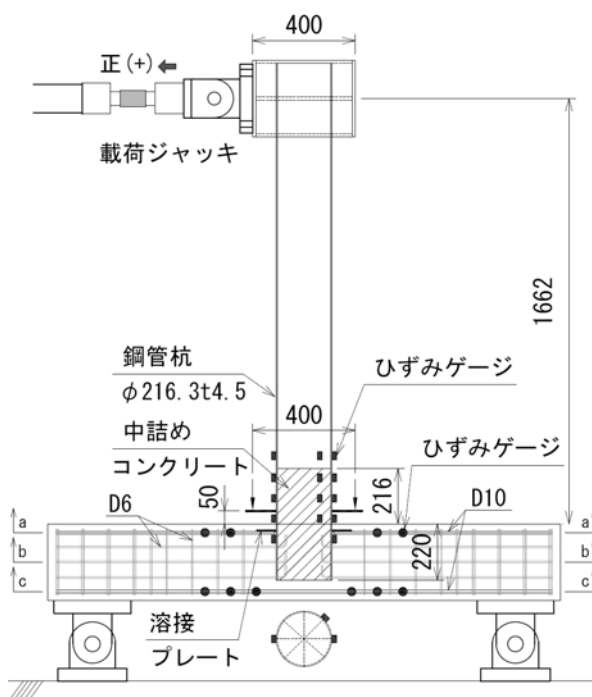 400
正(+)
載荷ジャッキ
1662
鋼管杭
φ216.3t4.5
ひずみゲージ
400
中詰め
コンクリート
ひずみゲージ
50
216
D6
D10
a
a'
b
b'
220
c
c'
溶接
プレート